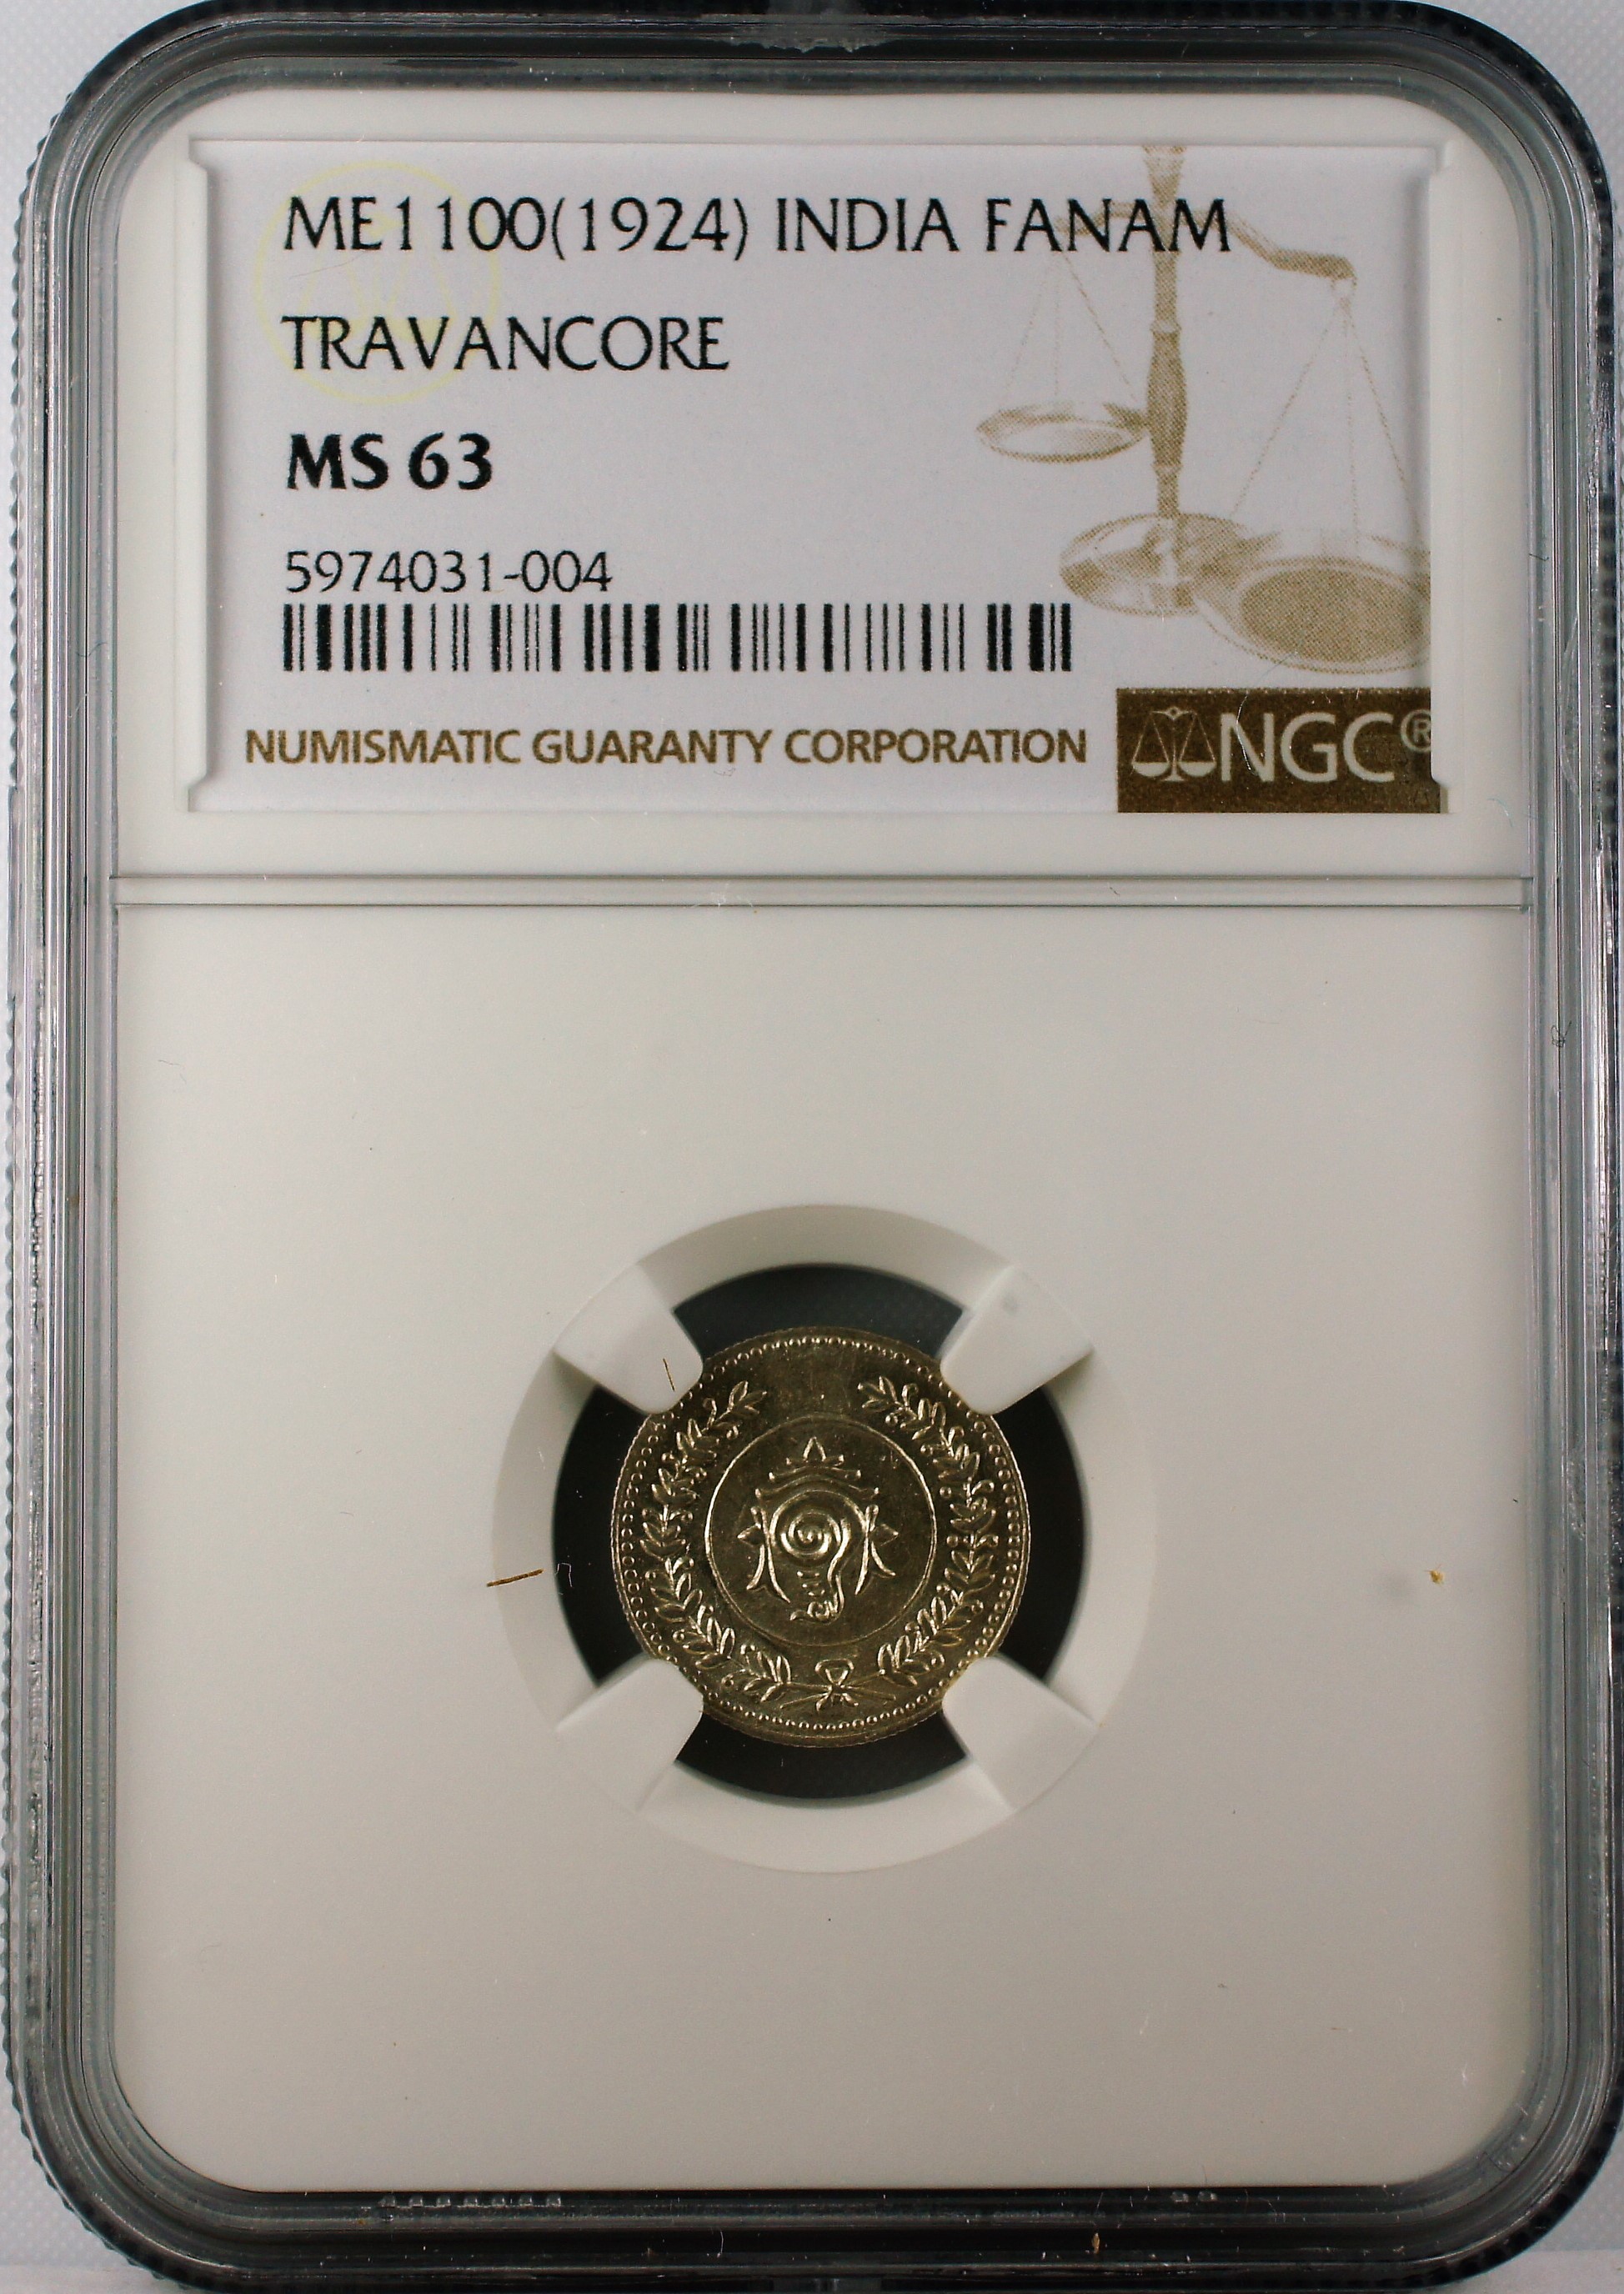 ME1100(1924) INDIA FANAM
TRAVANCORE
MS 63
5974031-004
NUMISMATIC GUARANTY CORPORATION
NGC®